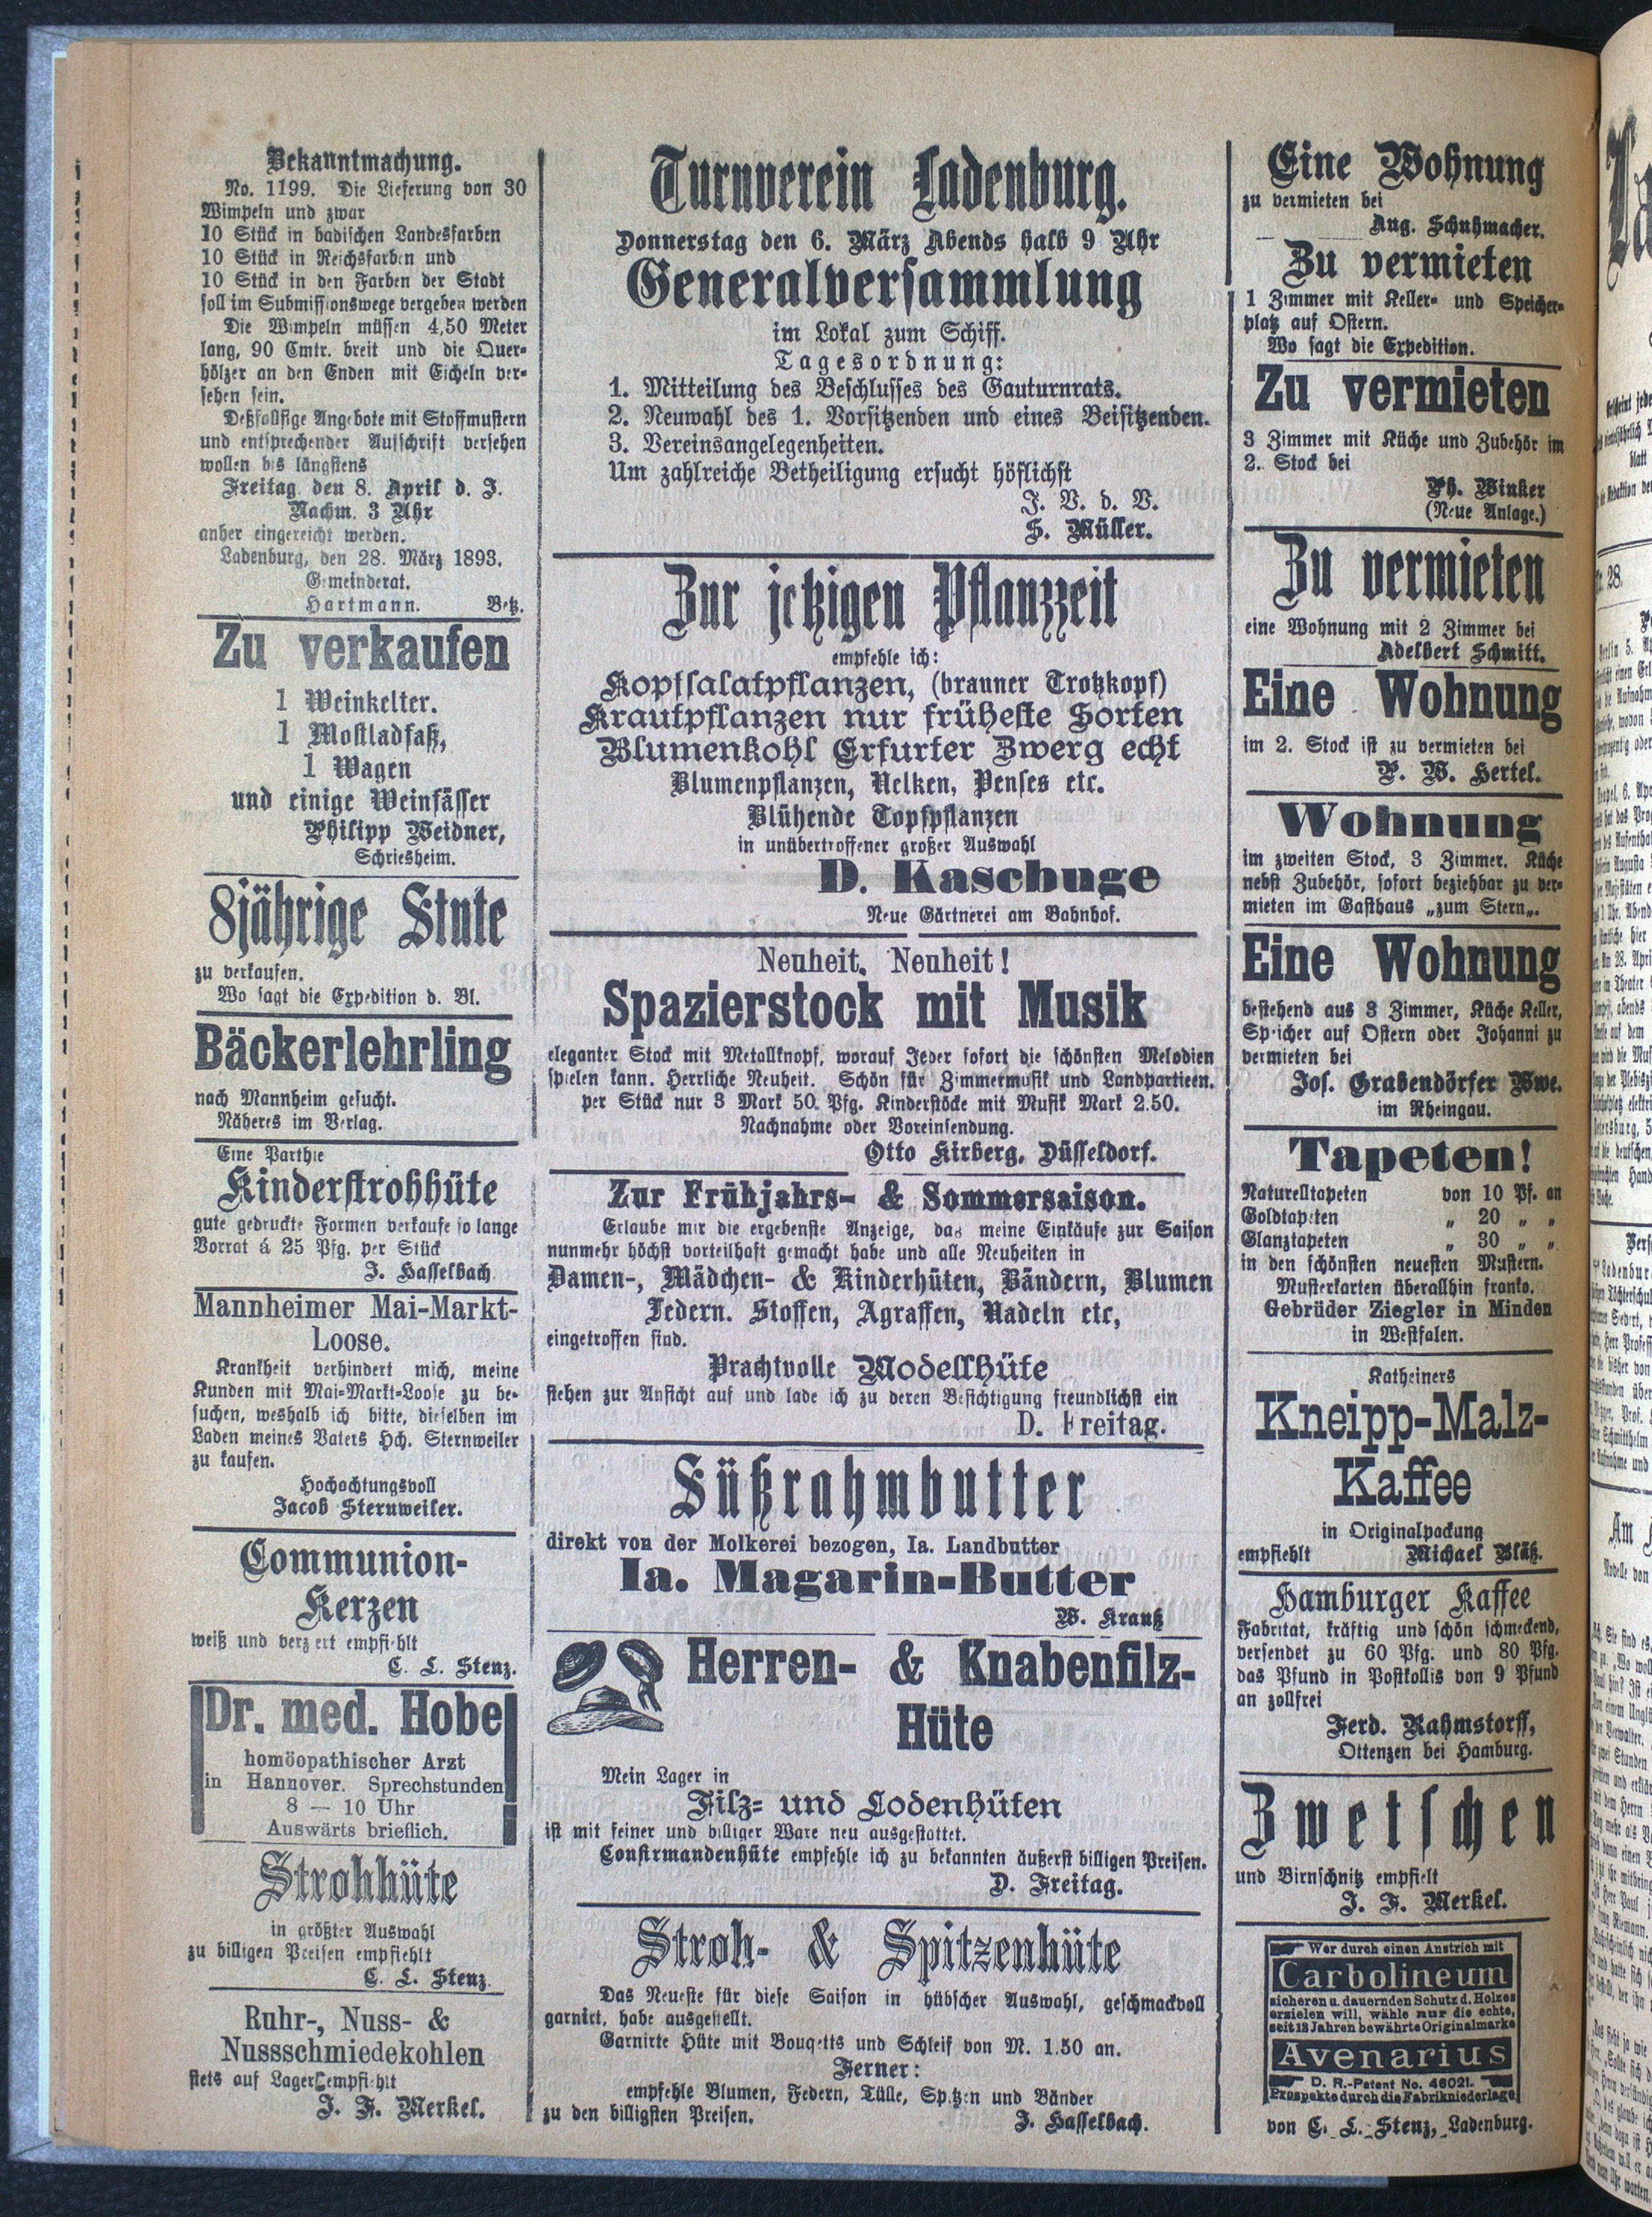 Bekanntmachung.
No. 1199. Die Lieferung von 30
Wimpeln und zwar
10 Stück in badischen Landesfarben
10 Stück in Reichsfarben und
10 Stück in den Farben der Stadt
soll im Submissionswege vergeben werden
Die Wimpeln müssen 4,50 Meter
lang, 90 Cmtr. breit und die Quer-
hölzer an den Enden mit Eicheln ver-
sehen sein.
Deßfallsige Angebote mit Stoffmustern
und entsprechender Aufschrift versehen
wollen bis längstens
Freitag den 8. April d. J.
Nachm. 3 Uhr
anher eingereicht werden.
Ladenburg, den 28. März 1893.
Gemeinderat.
Hartmann. Betz.
Zu verkaufen
1 Weinkelter.
1 Mostladfaß,
1 Wagen
und einige Weinfässer
Philipp Weidner,
Schriesheim.
8jährige Stute
zu verkaufen.
Wo sagt die Expedition d. Bl.
Bäckerlehrling
nach Mannheim gesucht.
Näheres im Verlag.
Eine Parthie
Kinderstrohhüte
gute gedruckte Formen verkaufe so lange
Vorrat á 25 Pfg. per Stück
J. Hasselbach
Mannheimer Mai-Markt-
Loose.
Krankheit verhindert mich, meine
Kunden mit Mai-Markt-Loose zu be-
suchen, weshalb ich bitte, dieselben im
Laden meines Vaters Hch. Sternweiler
zu kaufen.
Hochachtungsvoll
Jacob Sternweiler.
Communion-
Kerzen
weiß und verziert empfiehlt
C. L. Stenz.
Dr. med. Hobe
homöopathischer Arzt
in Hannover. Sprechstunden
8 — 10 Uhr
Auswärts brieflich.
Strohhüte
in größter Auswahl
zu billigen Preisen empfiehlt
C. L. Stenz.
Ruhr-, Nuss- &
Nussschmiedekohlen
stets auf Lager empfiehlt
J. F. Merkel.
Turnverein Ladenburg.
Donnerstag den 6. März Abends halb 9 Uhr
Generalversammlung
im Lokal zum Schiff.
Tagesordnung:
1. Mitteilung des Beschlusses des Gauturnrats.
2. Neuwahl des 1. Vorsitzenden und eines Beisitzenden.
3. Vereinsangelegenheiten.
Um zahlreiche Betheiligung ersucht höflichst
J. V. d. V.
S. Müller.
Zur jetzigen Pflanzzeit
empfehle ich:
Kopfsalatpflanzen, (brauner Trotzkopf)
Krautpflanzen nur früheste Sorten
Blumenkohl Erfurter Zwerg echt
Blumenpflanzen, Nelken, Penses etc.
Blühende Topfpflanzen
in unübertroffener großer Auswahl
D. Kaschuge
Neue Gärtnerei am Bahnhof.
Neuheit. Neuheit!
Spazierstock mit Musik
eleganter Stock mit Metallknopf, worauf Jeder sofort die schönsten Melodien
spielen kann. Herrliche Neuheit. Schön für Zimmermusik und Landpartieen.
per Stück nur 3 Mark 50. Pfg. Kinderstöcke mit Musik Mark 2.50.
Nachnahme oder Voreinsendung.
Otto Kirberg, Düsseldorf.
Zur Frühjahrs- & Sommersaison.
Erlaube mir die ergebenste Anzeige, das meine Einkäufe zur Saison
nunmehr höchst vorteilhaft gemacht habe und alle Neuheiten in
Damen-, Mädchen- & Kinderhüten, Bändern, Blumen
Federn. Stoffen, Agraffen, Nadeln etc,
eingetroffen sind.
Prachtvolle Modellhüte
stehen zur Ansicht auf und lade ich zu deren Besichtigung freundlichst ein
D. Freitag.
Süßrahmbutter
direkt von der Molkerei bezogen, Ia. Landbutter
Ia. Magarin-Butter
W. Krautz
Herren- & Knabenfilz-
Hüte
Mein Lager in
Filz- und Lodenhüten
ist mit feiner und billiger Ware neu ausgestattet.
Confirmandenhüte empfehle ich zu bekannten äußerst billigen Preisen.
D. Freitag.
Stroh- & Spitzenhüte
Das Neueste für diese Saison in hübscher Auswahl, geschmackvoll
garnirt, habe ausgestellt.
Garnirte Hüte mit Bouqetts und Schleif von M. 1.50 an.
Ferner:
empfehle Blumen, Federn, Tülle, Spitzen und Bänder
zu den billigsten Preisen.
J. Hasselbach.
Eine Wohnung
zu vermieten bei
Aug. Schuhmacher.
Zu vermieten
1 Zimmer mit Keller- und Speicher-
platz auf Ostern.
Wo sagt die Expedition.
Zu vermieten
3 Zimmer mit Küche und Zubehör im
2. Stock bei
Ph. Winker
(Neue Anlage.)
Zu vermieten
eine Wohnung mit 2 Zimmer bei
Adelbert Schmitt.
Eine Wohnung
im 2. Stock ist zu vermieten bei
P. W. Hertel.
Wohnung
im zweiten Stock, 3 Zimmer. Küche
nebst Zubehör, sofort beziehbar zu ver-
mieten im Gasthaus „zum Stern„.
Eine Wohnung
bestehend aus 3 Zimmer, Küche Keller,
Speicher auf Ostern oder Johanni zu
vermieten bei
Jos. Grabendörfer Wwe.
im Rheingau.
Tapeten!
Naturelltapeten von 10 Pf. an
Goldtapeten „ 20 „ „
Glanztapeten „ 30 „ „
in den schönsten neuesten Mustern.
Musterkarten überallhin franko.
Gebrüder Ziegler in Minden
in Westfalen.
Katheiners
Kneipp-Malz-
Kaffee
in Originalpackung
empfiehlt Michael Bläß.
Hamburger Kaffee
Fabritat, kräftig und schön schmeckend,
versendet zu 60 Pfg. und 80 Pfg.
das Pfund in Postkollis von 9 Pfund
an zollfrei
Ferd. Rahmstorff,
Ottenzen bei Hamburg.
Zwetschen
und Birnschnitz empfielt
J. F. Merkel.
Wer durch einen Anstrich mit
Carbolineum
sicheren u. dauernden Schutz d. Holzes
erzielen will, wähle nur die echte,
seit 18 Jahren bewährte Originalmarke
Avenarius
D. R.-Patent No. 46021.
Prospekte durch die Fabrikniederlage
von C. L. Stenz, Ladenburg.